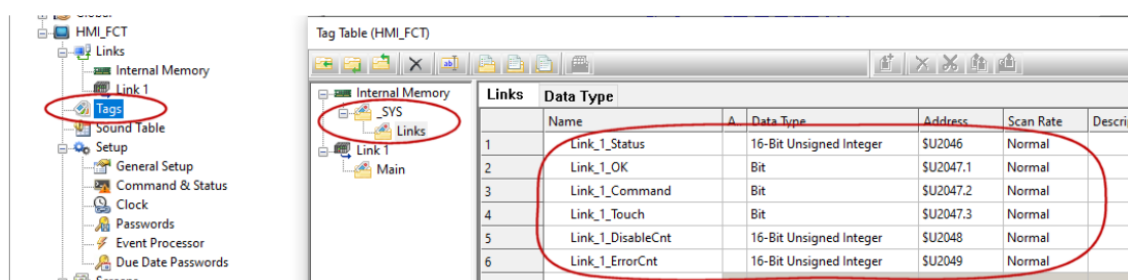 Global
HMI_FCT
Links
Internal Memory
Link 1
Tags
Sound Table
Setup
General Setup
Command & Status
Clock
Passwords
Event Processor
Due Date Passwords
Screens
Tag Table (HMI_FCT)
Internal Memory
_SYS
Links
Link 1
Main
Links Data Type
Name A Data Type Address Scan Rate Descrip
1 Link_1_Status 16-Bit Unsigned Integer $U2046 Normal
2 Link_1_OK Bit $U2047.1 Normal
3 Link_1_Command Bit $U2047.2 Normal
4 Link_1_Touch Bit $U2047.3 Normal
5 Link_1_DisableCnt 16-Bit Unsigned Integer $U2048 Normal
6 Link_1_ErrorCnt 16-Bit Unsigned Integer $U2049 Normal